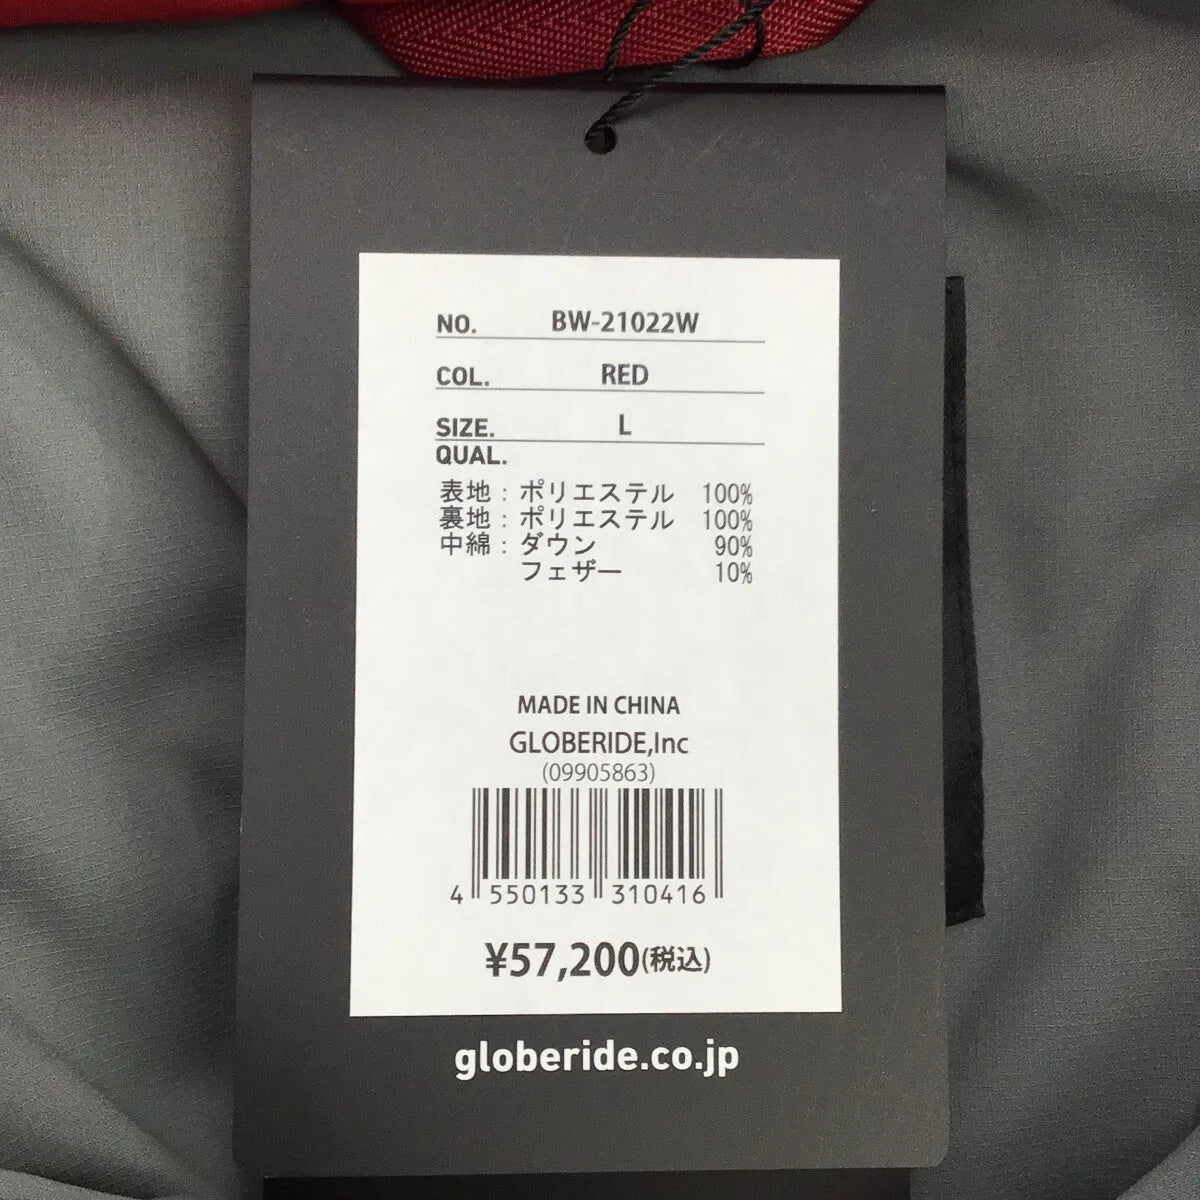 NO. BW-21022W
COL. RED
SIZE. L
QUAL.
表地：ポリエステル 100%
裏地：ポリエステル 100%
中綿：ダウン 90%
フェザー 10%
MADE IN CHINA
GLOBERIDE,Inc
(09905863)
4 550133 310416
¥57,200(税込)
globeride.co.jp